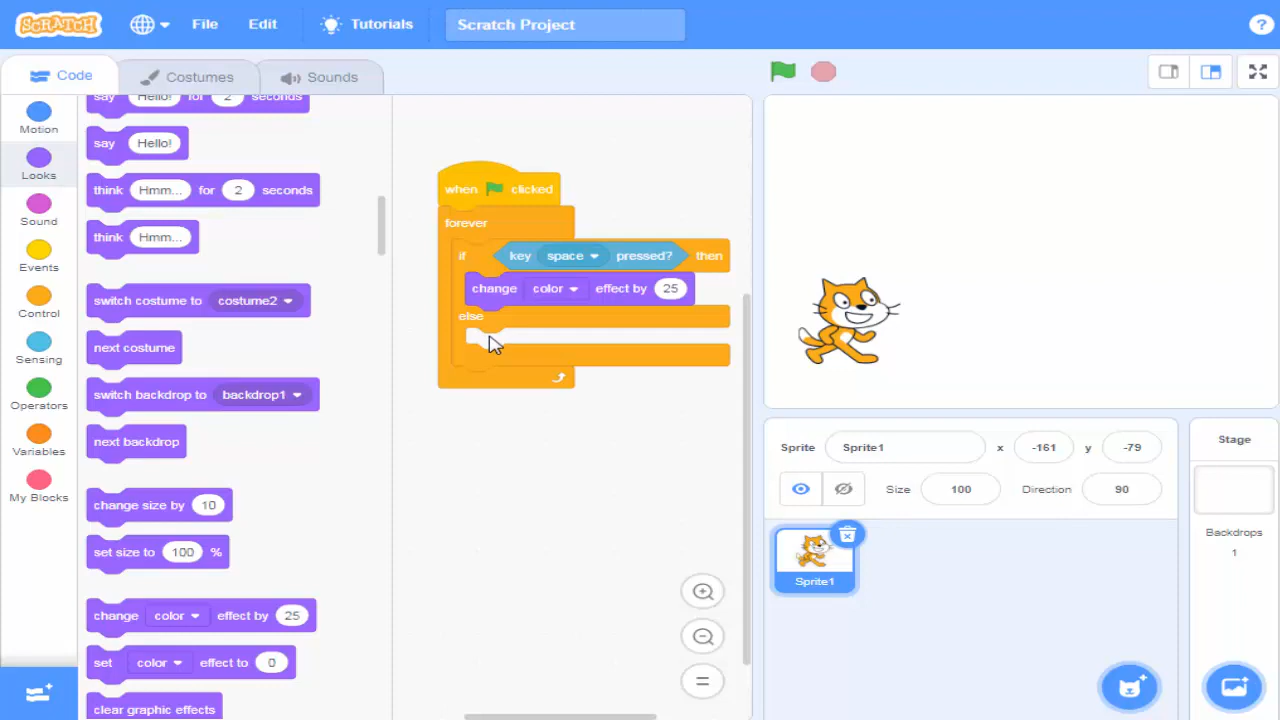 SCRATCH File Edit Tutorials Scratch Project ?
Code Costumes Sounds
Motion
Looks
Sound
Events
Control
Sensing
Operators
Variables
My Blocks
say Hello! for 2 seconds
say Hello!
think Hmm... for 2 seconds
think Hmm...
switch costume to costume2
next costume
switch backdrop to backdrop1
next backdrop
change size by 10
set size to 100 %
change color effect by 25
set color effect to 0
clear graphic effects
when clicked
forever
if key space pressed? then
change color effect by 25
else
Sprite Sprite1 x -161 y -79
Size 100 Direction 90
Sprite1
Stage
Backdrops
1